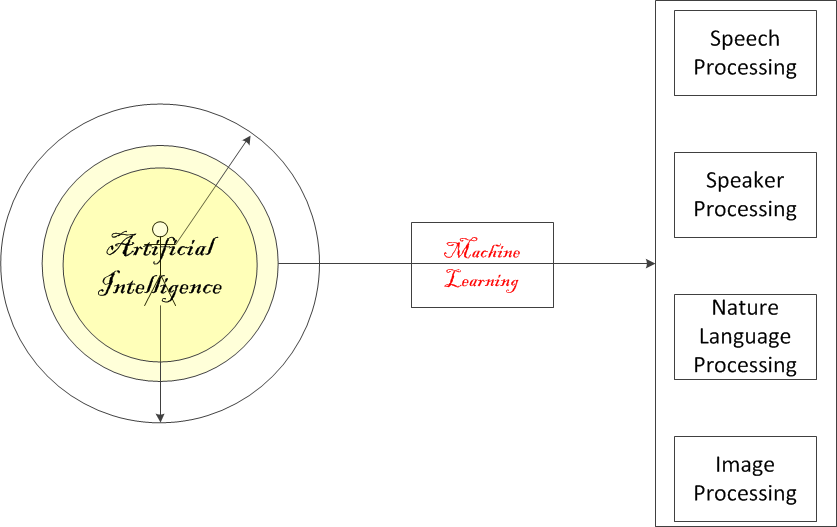 Artificial
Intelligence
Machine
Learning
Speech
Processing
Speaker
Processing
Nature
Language
Processing
Image
Processing